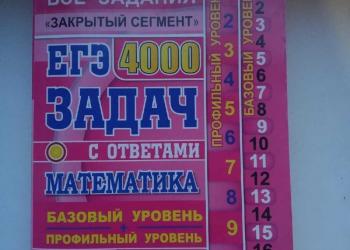 ВСЕ ЗАДАНИЯ
«ЗАКРЫТЫЙ СЕГМЕНТ»
ЕГЭ 4000
ЗАДАЧ
С ОТВЕТАМИ
МАТЕМАТИКА
БАЗОВЫЙ УРОВЕНЬ
+
ПРОФИЛЬНЫЙ УРОВЕНЬ
ПРОФИЛЬНЫЙ УРОВЕНЬ
2
3
4
5
6
7
8
9
БАЗОВЫЙ УРОВЕНЬ
2
3
4
5
6
7
8
9
10
11
12
13
14
15
16